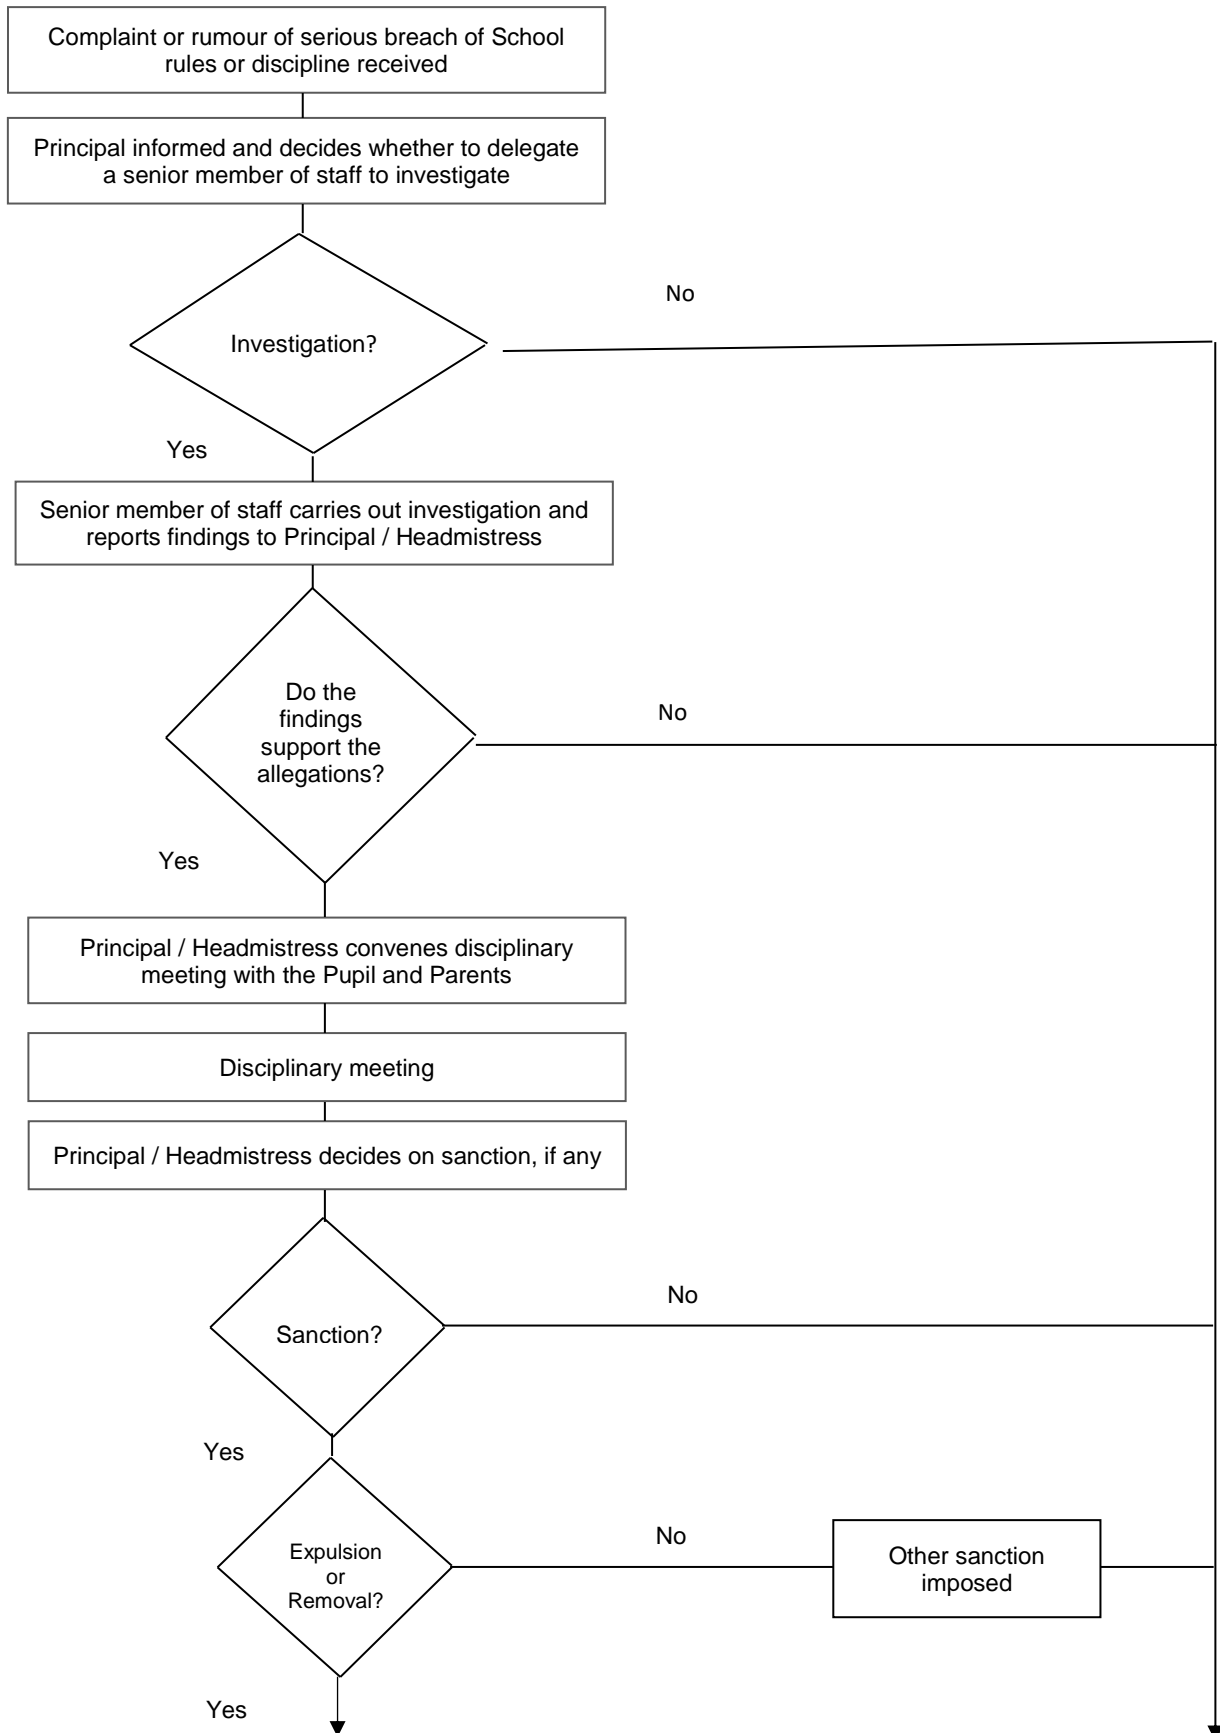 Complaint or rumour of serious breach of School
rules or discipline received
Principal informed and decides whether to delegate
a senior member of staff to investigate
No
Investigation?
Yes
Senior member of staff carries out investigation and
reports findings to Principal / Headmistress
Do the
findings
support the
allegations?
No
Yes
Principal / Headmistress convenes disciplinary
meeting with the Pupil and Parents
Disciplinary meeting
Principal / Headmistress decides on sanction, if any
No
Sanction?
Yes
No
Expulsion
or
Removal?
Other sanction
imposed
Yes